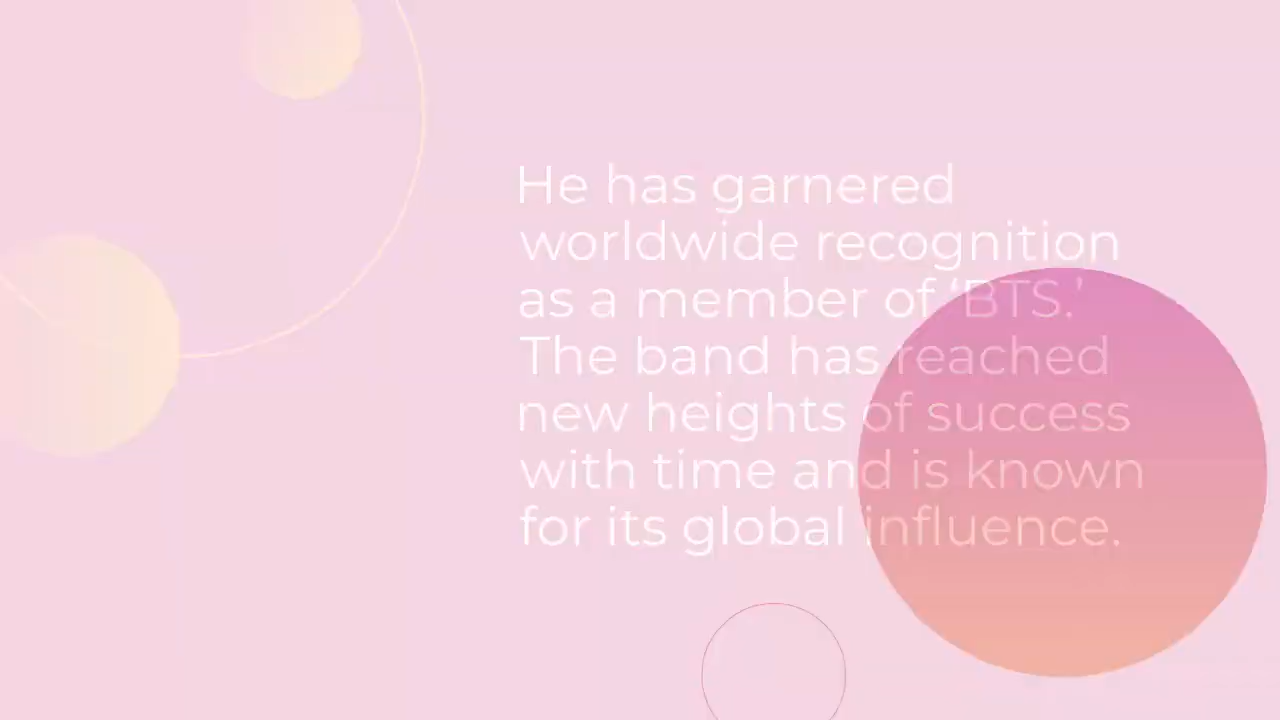 He has garnered
worldwide recognition
as a member of ‘BTS.’
The band has reached
new heights of success
with time and is known
for its global influence.